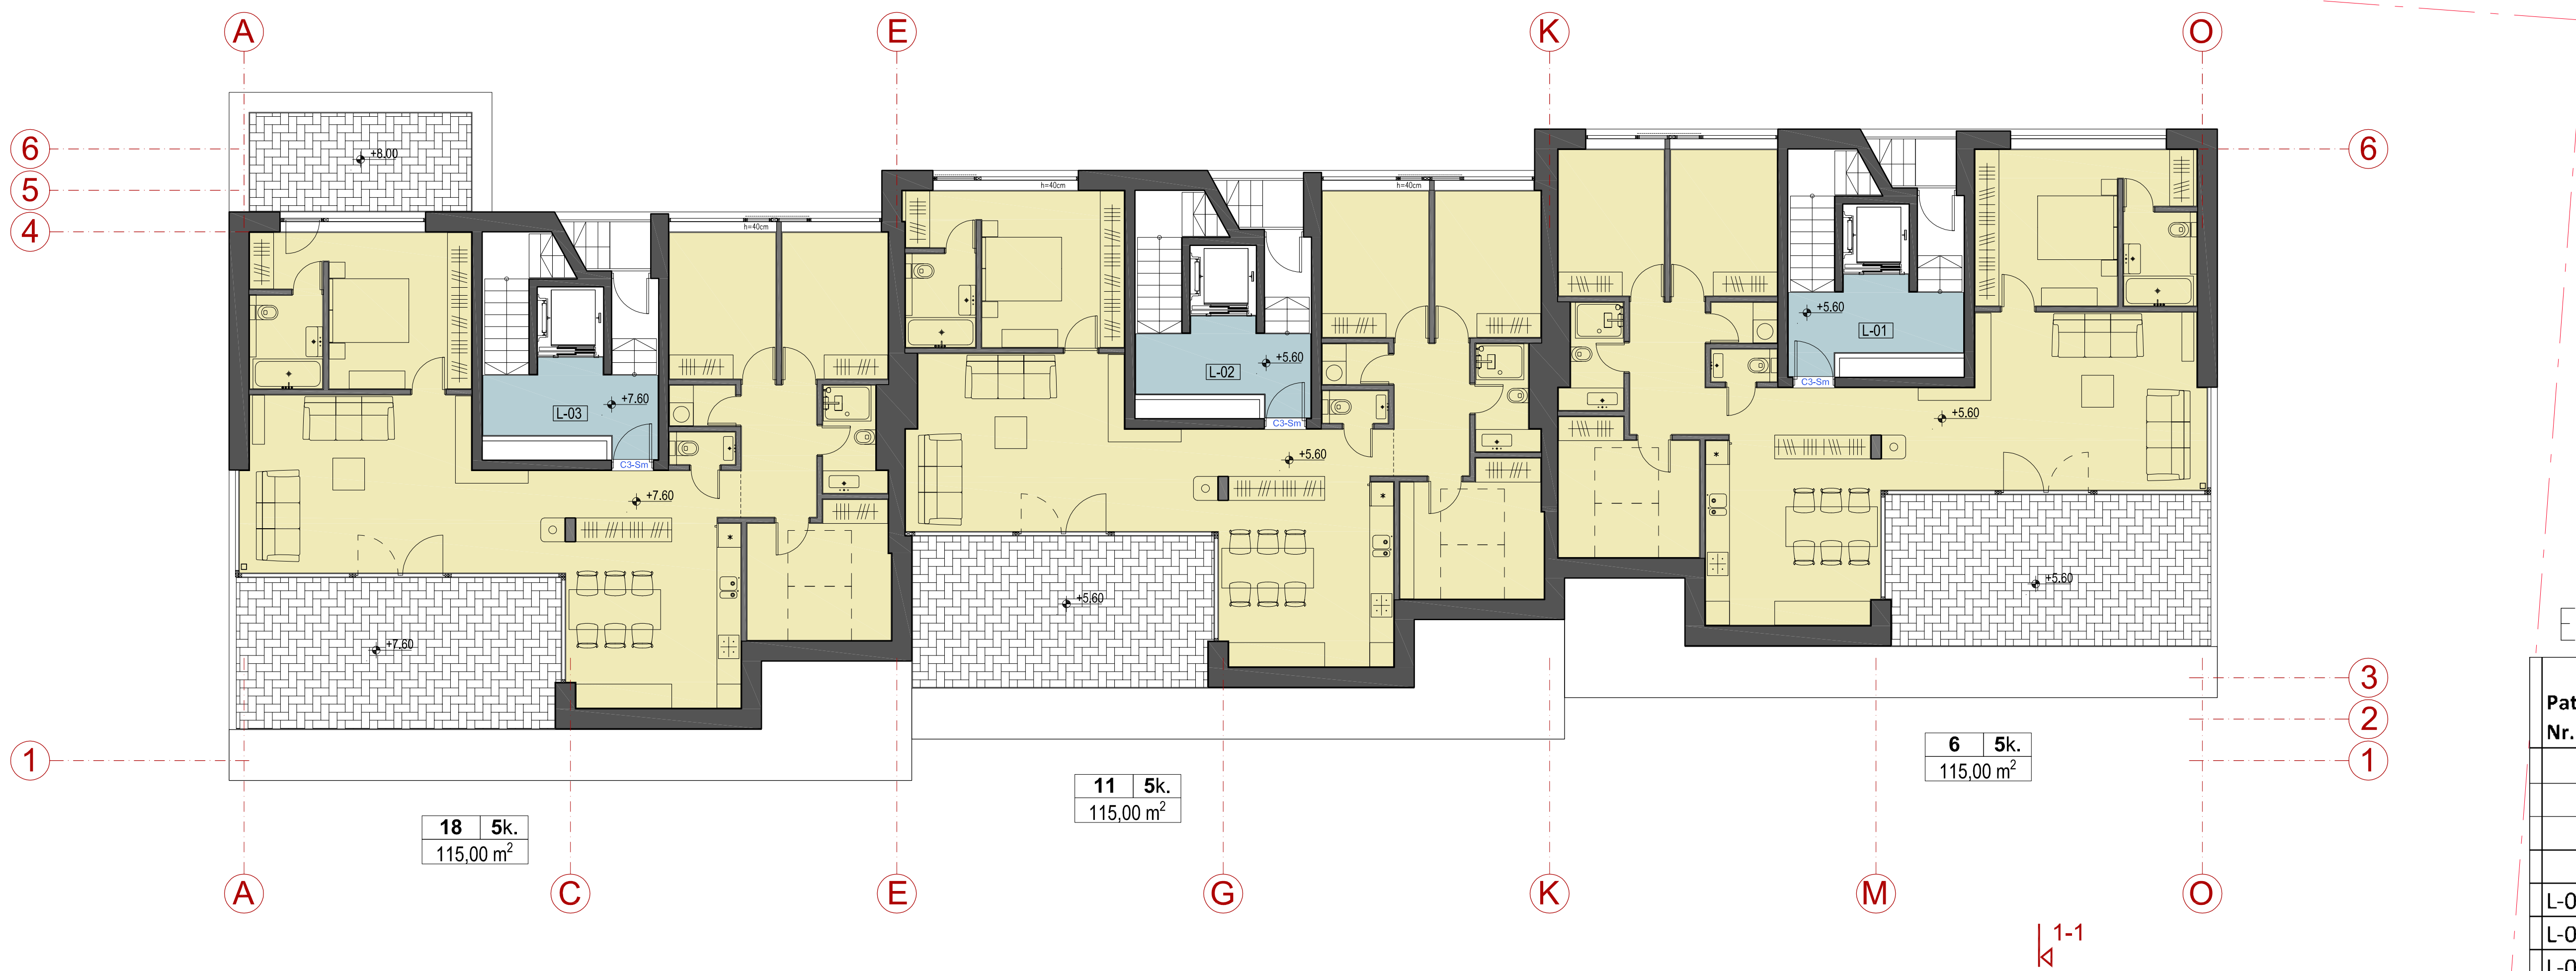 A
E
K
O
6
5
4
6
+8.00
h=40cm
h=40cm
h=40cm
+5.60
L-01
C3-Sm
+5.60
L-02
C3-Sm
+5.60
L-03
+7.60
C3-Sm
+5.60
+7.60
*
*
*
+5.60
+5.60
+7.60
3
2
1
1
6 5k.
115,00 m²
11 5k.
115,00 m²
18 5k.
115,00 m²
A
C
E
G
K
M
O
1-1
Nr.